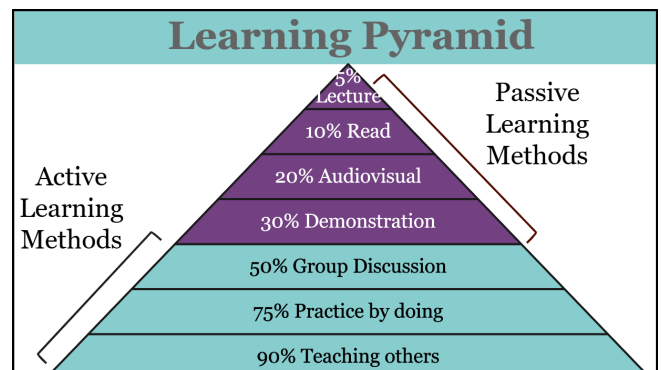 Learning Pyramid
5%
Lecture
10% Read
20% Audiovisual
30% Demonstration
50% Group Discussion
75% Practice by doing
90% Teaching others
Passive
Learning
Methods
Active
Learning
Methods